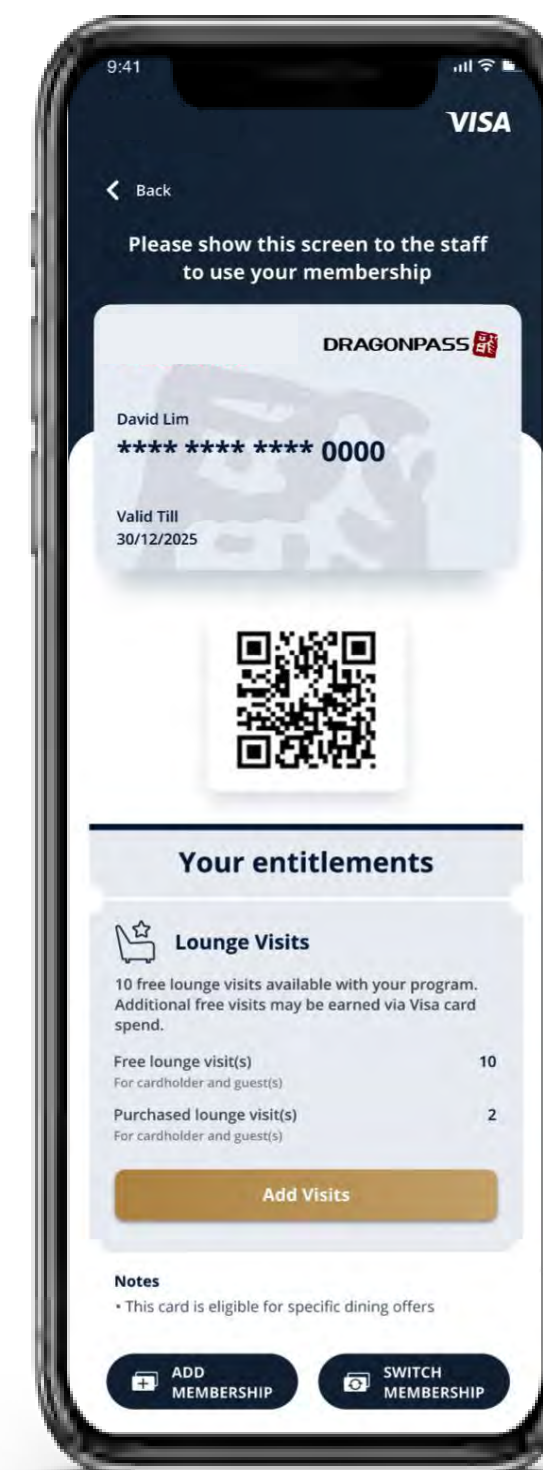 9:41
VISA
Back
Please show this screen to the staff
to use your membership
DRAGONPASS
David Lim
**** **** **** 0000
Valid Till
30/12/2025
Your entitlements
Lounge Visits
10 free lounge visits available with your program.
Additional free visits may be earned via Visa card
spend.
Free lounge visit(s) 10
For cardholder and guest(s)
Purchased lounge visit(s) 2
For cardholder and guest(s)
Add Visits
Notes
• This card is eligible for specific dining offers
ADD
MEMBERSHIP
SWITCH
MEMBERSHIP